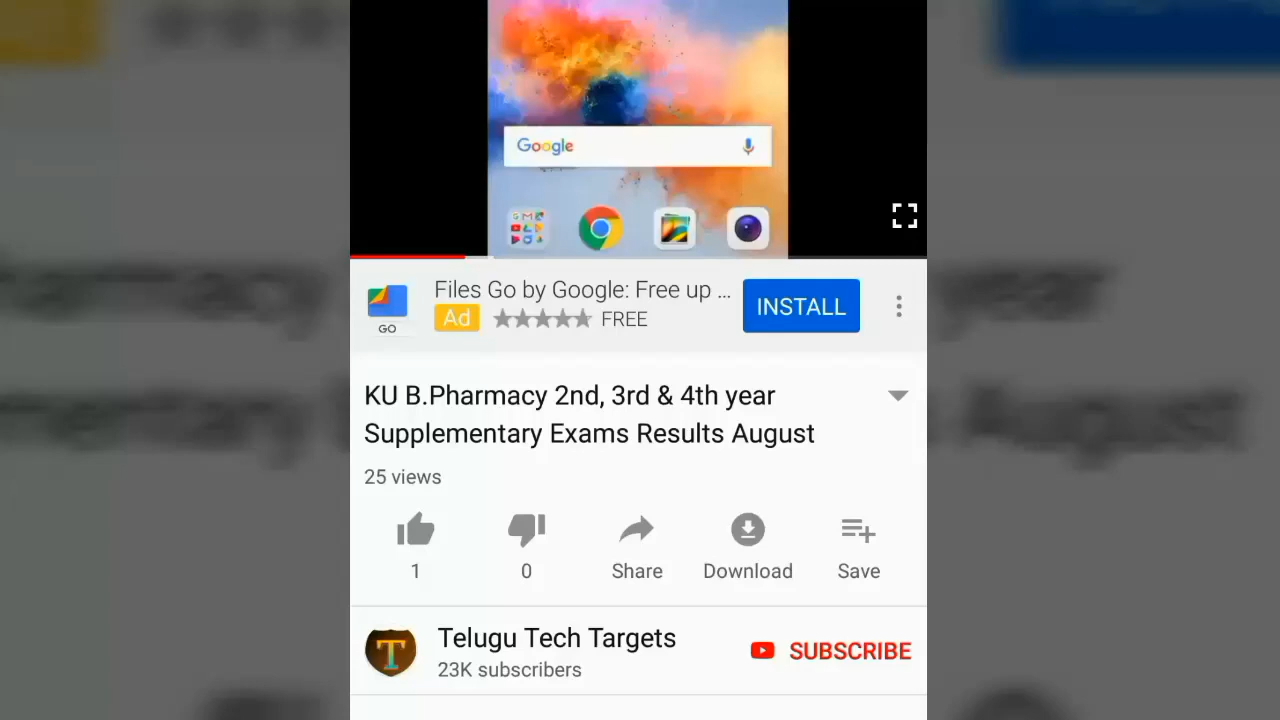 Google
Files Go by Google: Free up ...
GO
Ad
FREE
INSTALL
KU B.Pharmacy 2nd, 3rd & 4th year
Supplementary Exams Results August
25 views
1
0
Share
Download
Save
T
Telugu Tech Targets
23K subscribers
SUBSCRIBE